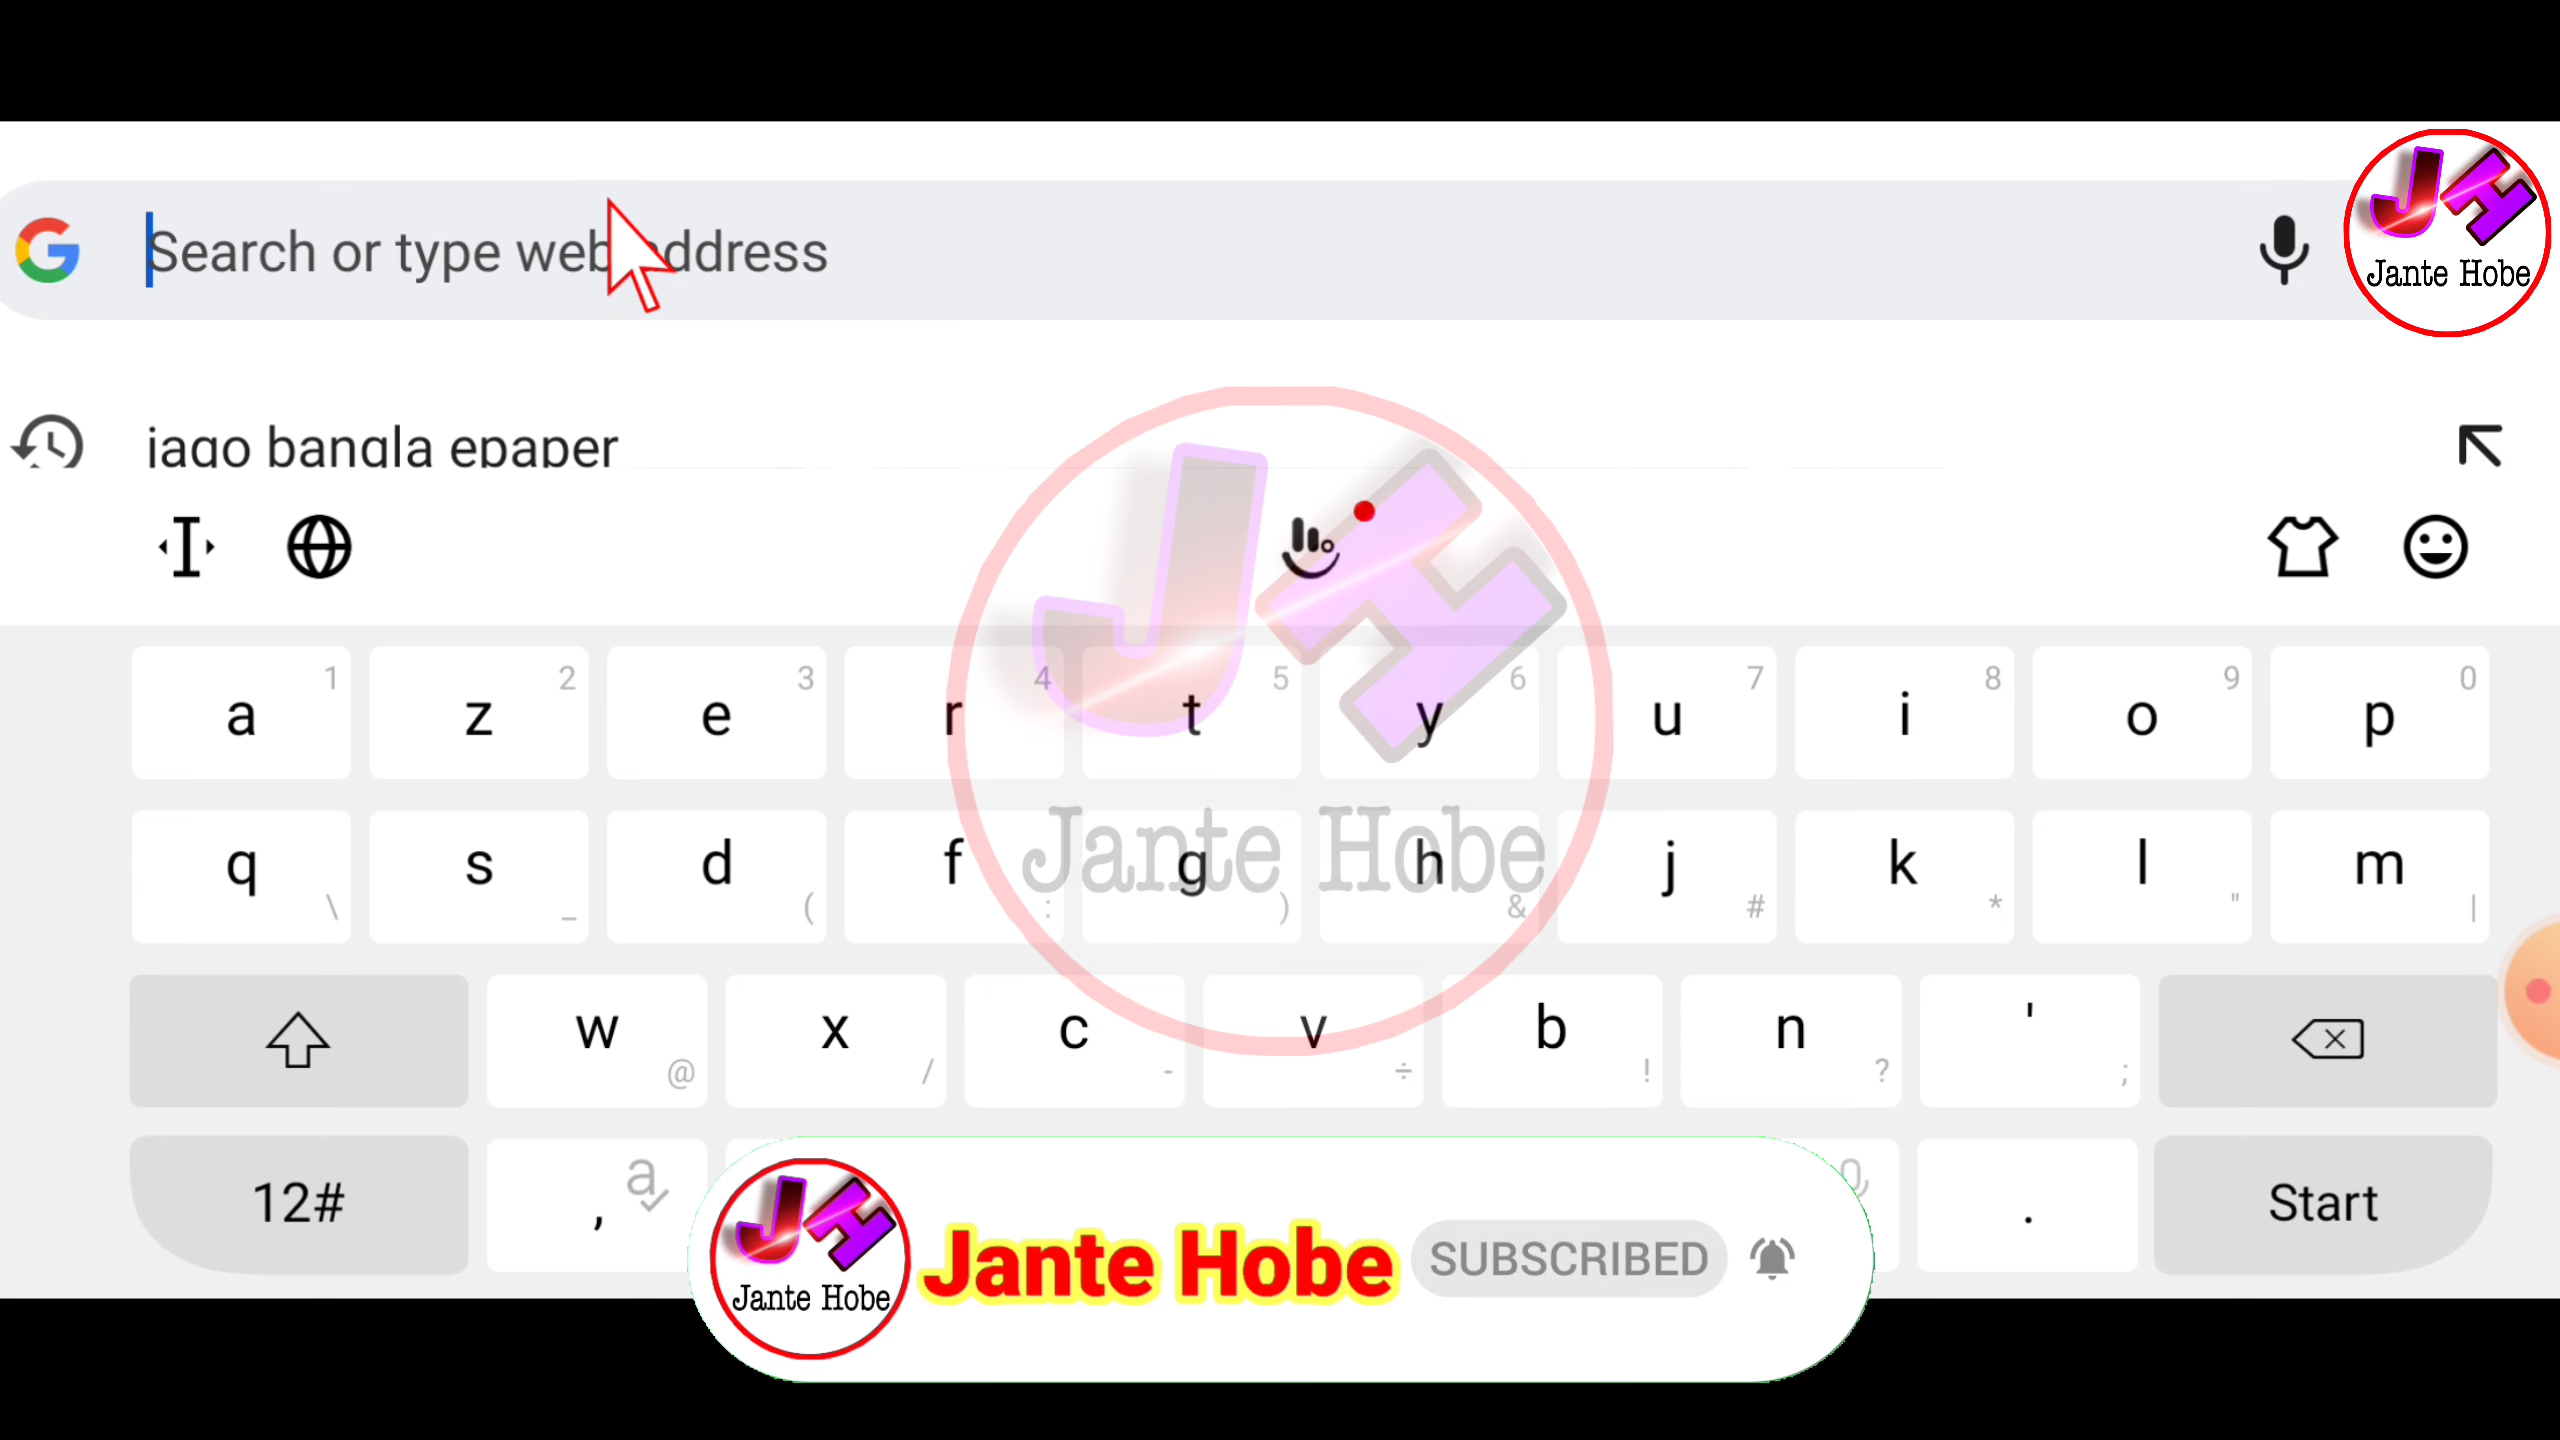 Search or type web address
Jante Hobe
jago bangla epaper
1 2 3 4 5 6 7 8 9 0
a z e r t y u i o p
Jante Hobe
q s d f g h j k l m
\ _ ( : ) & # * " |
w x c v b n '
@ / - ÷ ! ? ;
12# , . Start
Jante Hobe
Jante Hobe SUBSCRIBED